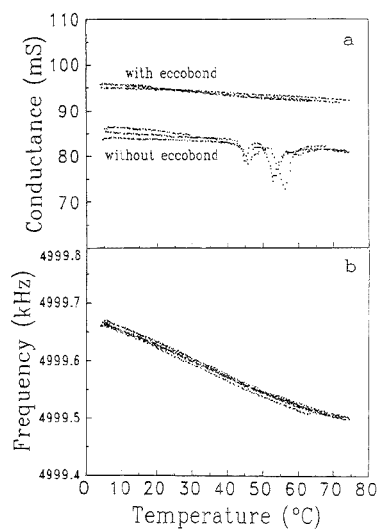 110
a
100
with eccobond
90
80
without eccobond
70
Conductance (mS)
4999.8
b
4999.7
4999.6
4999.5
4999.4
Frequency (kHz)
0 10 20 30 40 50 60 70 80
Temperature (°C)